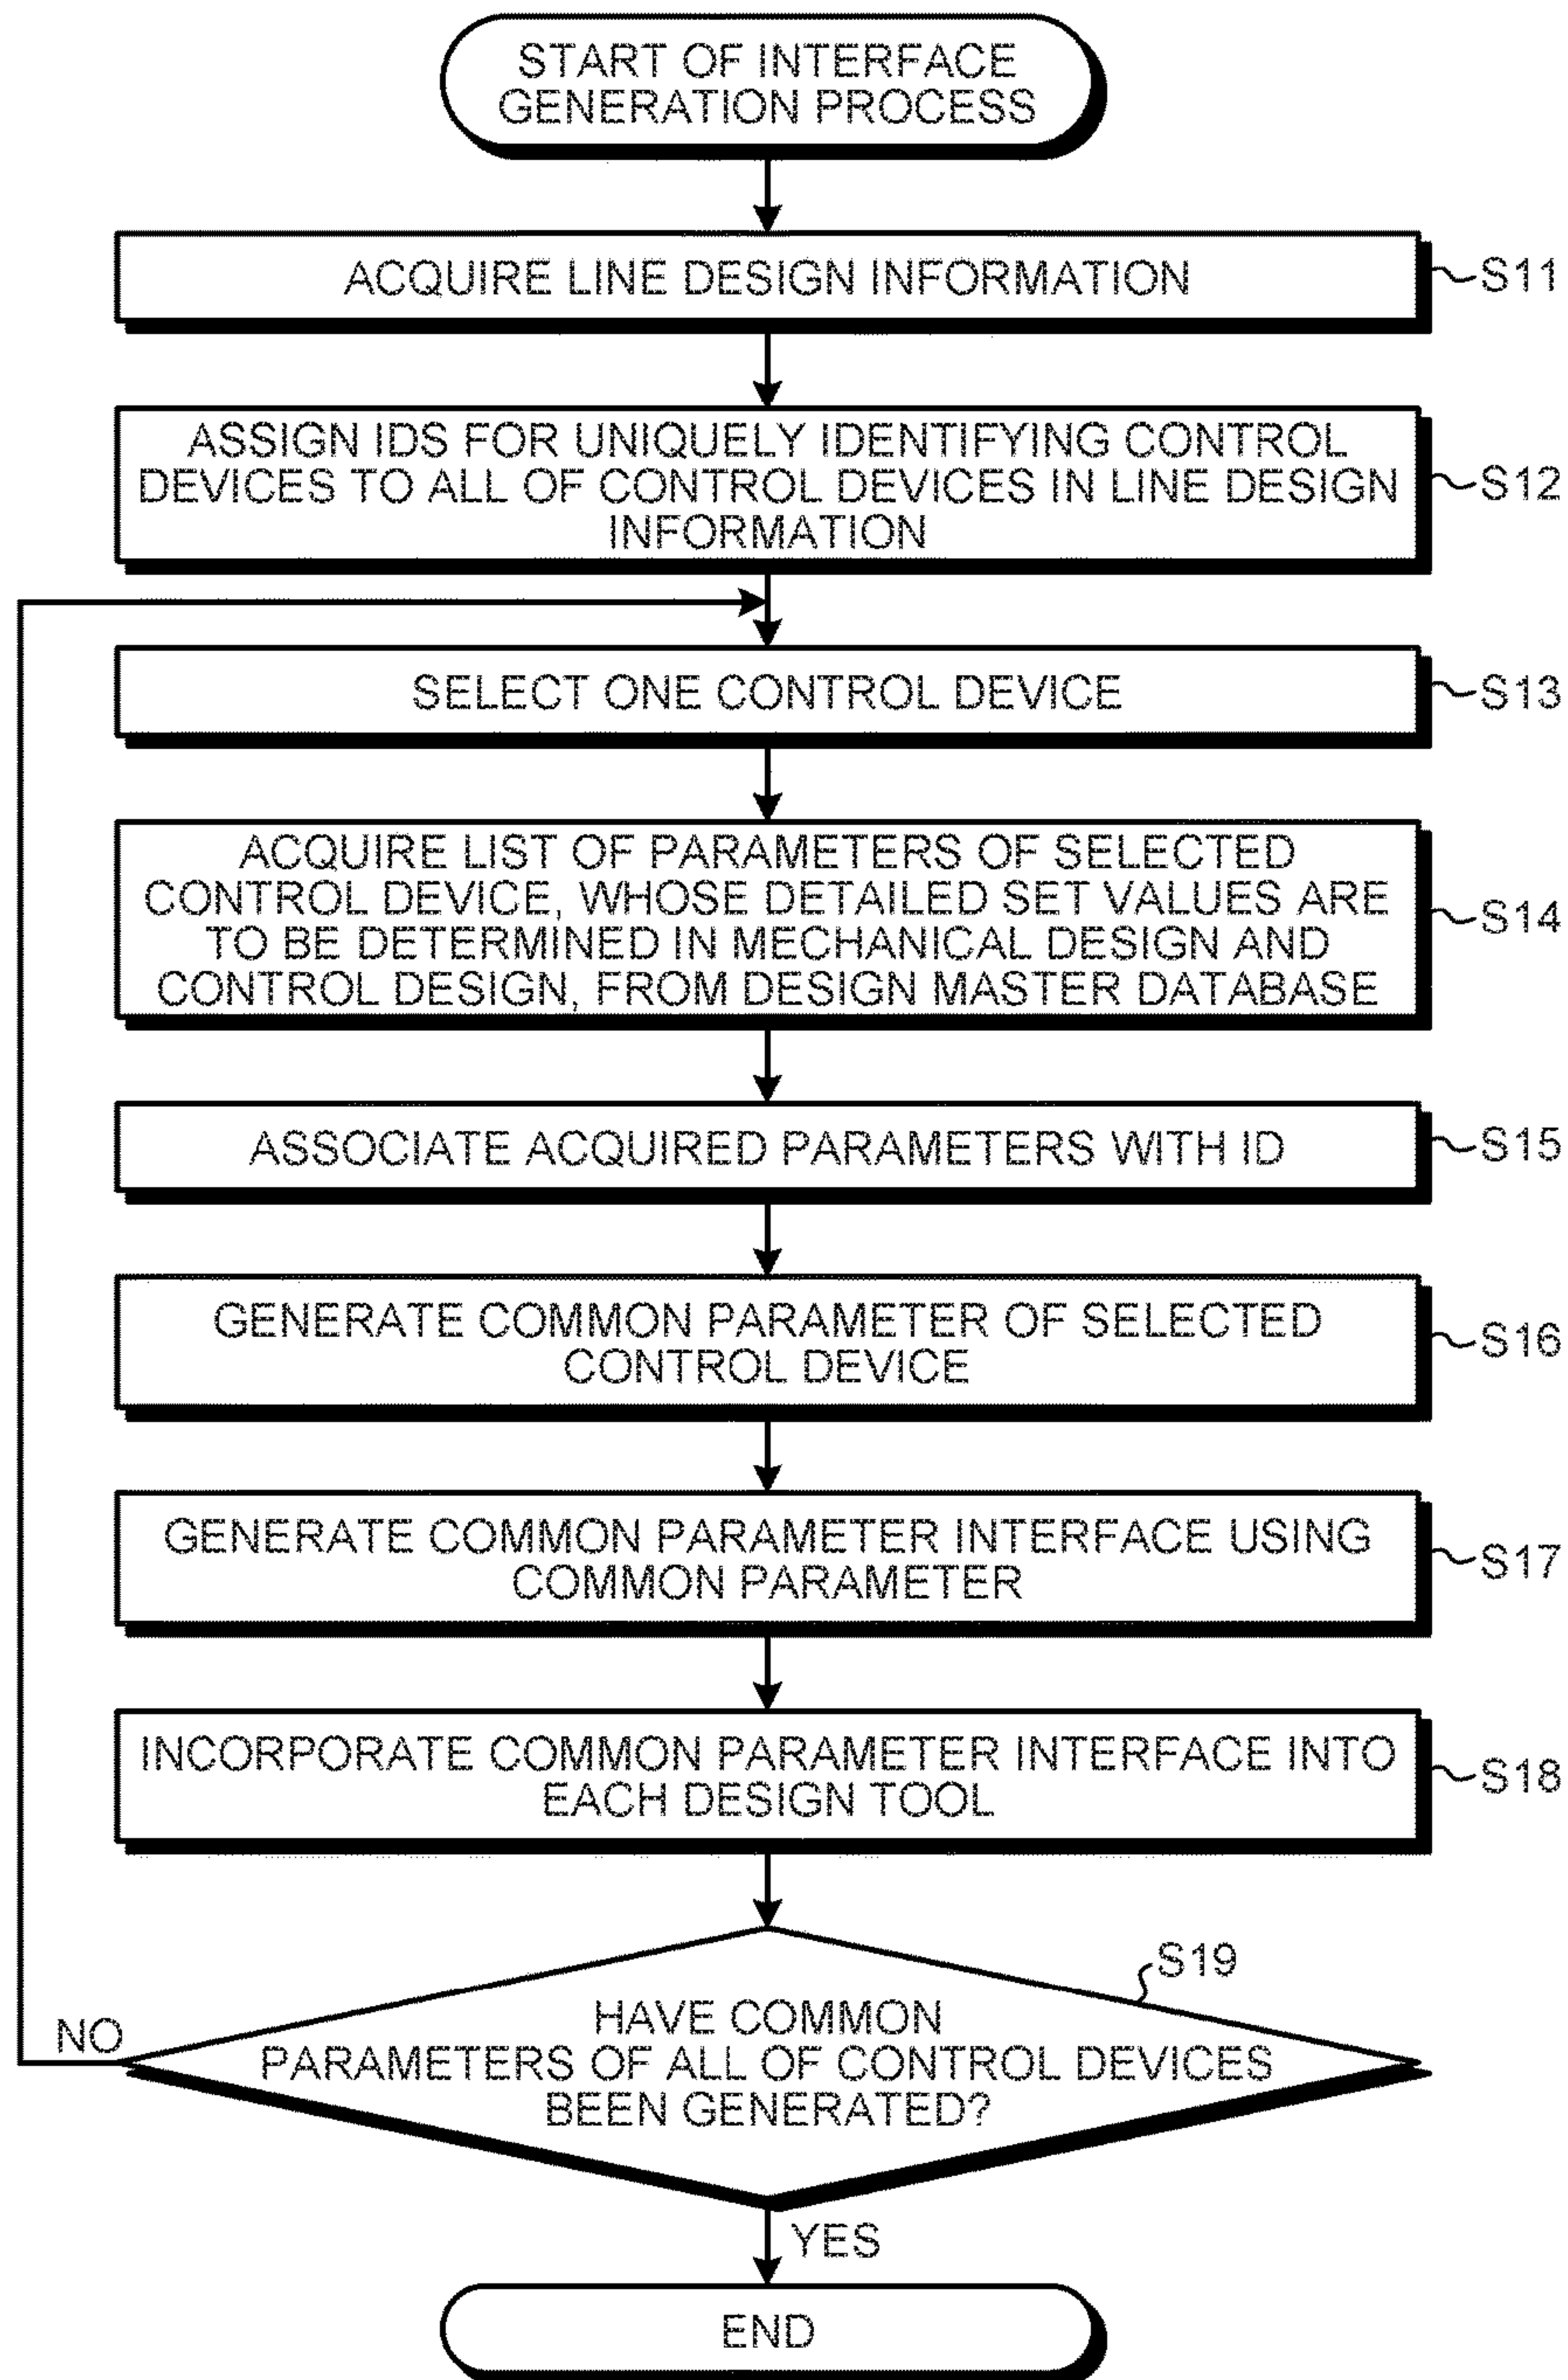 START OF INTERFACE
GENERATION PROCESS
ACQUIRE LINE DESIGN INFORMATION
S11
ASSIGN IDS FOR UNIQUELY IDENTIFYING CONTROL
DEVICES TO ALL OF CONTROL DEVICES IN LINE DESIGN
INFORMATION
S12
SELECT ONE CONTROL DEVICE
S13
ACQUIRE LIST OF PARAMETERS OF SELECTED
CONTROL DEVICE, WHOSE DETAILED SET VALUES ARE
TO BE DETERMINED IN MECHANICAL DESIGN AND
CONTROL DESIGN, FROM DESIGN MASTER DATABASE
S14
ASSOCIATE ACQUIRED PARAMETERS WITH ID
S15
GENERATE COMMON PARAMETER OF SELECTED
CONTROL DEVICE
S16
GENERATE COMMON PARAMETER INTERFACE USING
COMMON PARAMETER
S17
INCORPORATE COMMON PARAMETER INTERFACE INTO
EACH DESIGN TOOL
S18
S19
HAVE COMMON
PARAMETERS OF ALL OF CONTROL DEVICES
BEEN GENERATED?
NO
YES
END